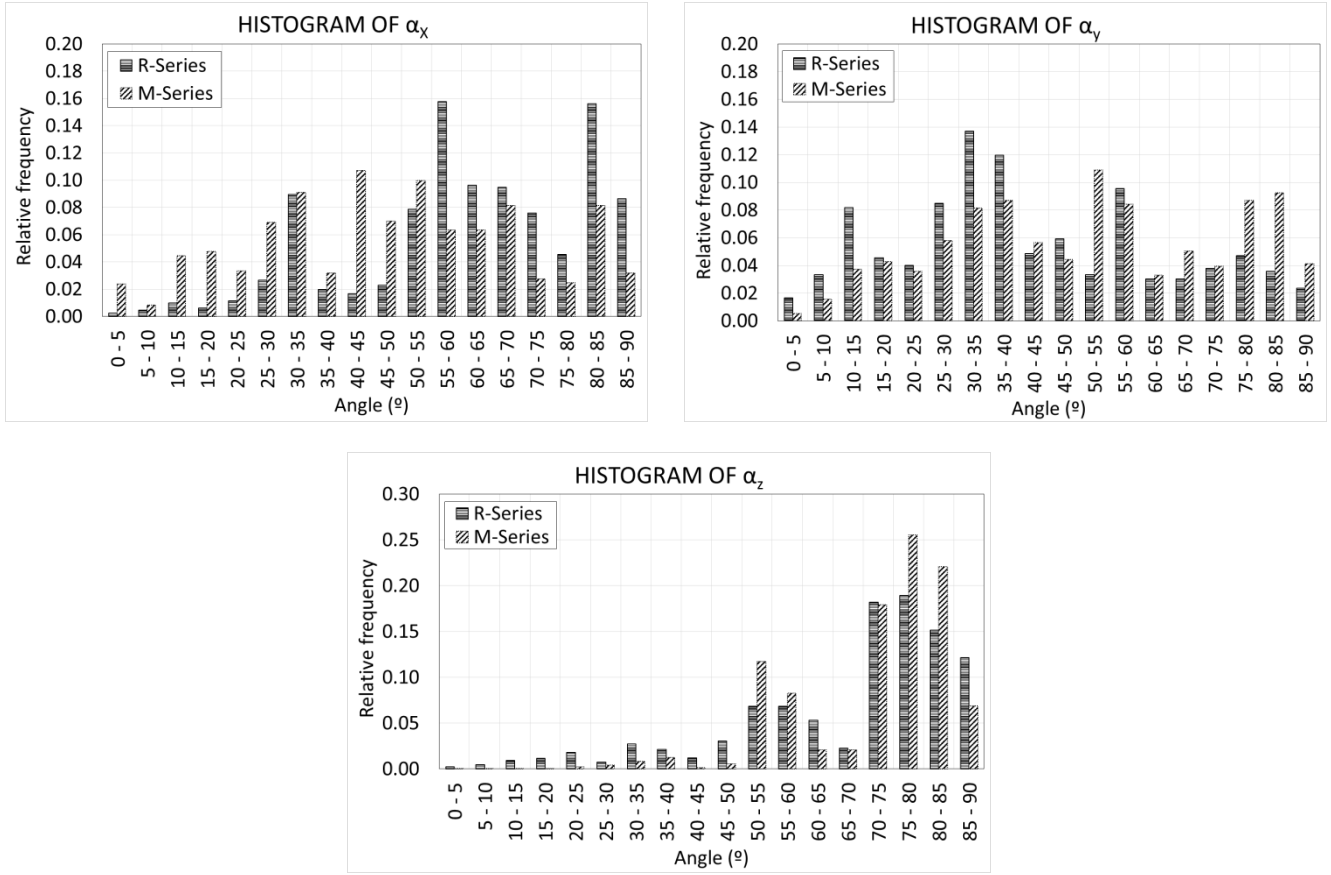 HISTOGRAM OF αX
Relative frequency
0.20
0.18
0.16
0.14
0.12
0.10
0.08
0.06
0.04
0.02
0.00
R-Series
M-Series
0 - 5
5 - 10
10 - 15
15 - 20
20 - 25
25 - 30
30 - 35
35 - 40
40 - 45
45 - 50
50 - 55
55 - 60
60 - 65
65 - 70
70 - 75
75 - 80
80 - 85
85 - 90
Angle (º)
HISTOGRAM OF αy
Relative frequency
0.20
0.18
0.16
0.14
0.12
0.10
0.08
0.06
0.04
0.02
0.00
R-Series
M-Series
0 - 5
5 - 10
10 - 15
15 - 20
20 - 25
25 - 30
30 - 35
35 - 40
40 - 45
45 - 50
50 - 55
55 - 60
60 - 65
65 - 70
70 - 75
75 - 80
80 - 85
85 - 90
Angle (º)
HISTOGRAM OF αz
Relative frequency
0.30
0.25
0.20
0.15
0.10
0.05
0.00
R-Series
M-Series
0 - 5
5 - 10
10 - 15
15 - 20
20 - 25
25 - 30
30 - 35
35 - 40
40 - 45
45 - 50
50 - 55
55 - 60
60 - 65
65 - 70
70 - 75
75 - 80
80 - 85
85 - 90
Angle (º)